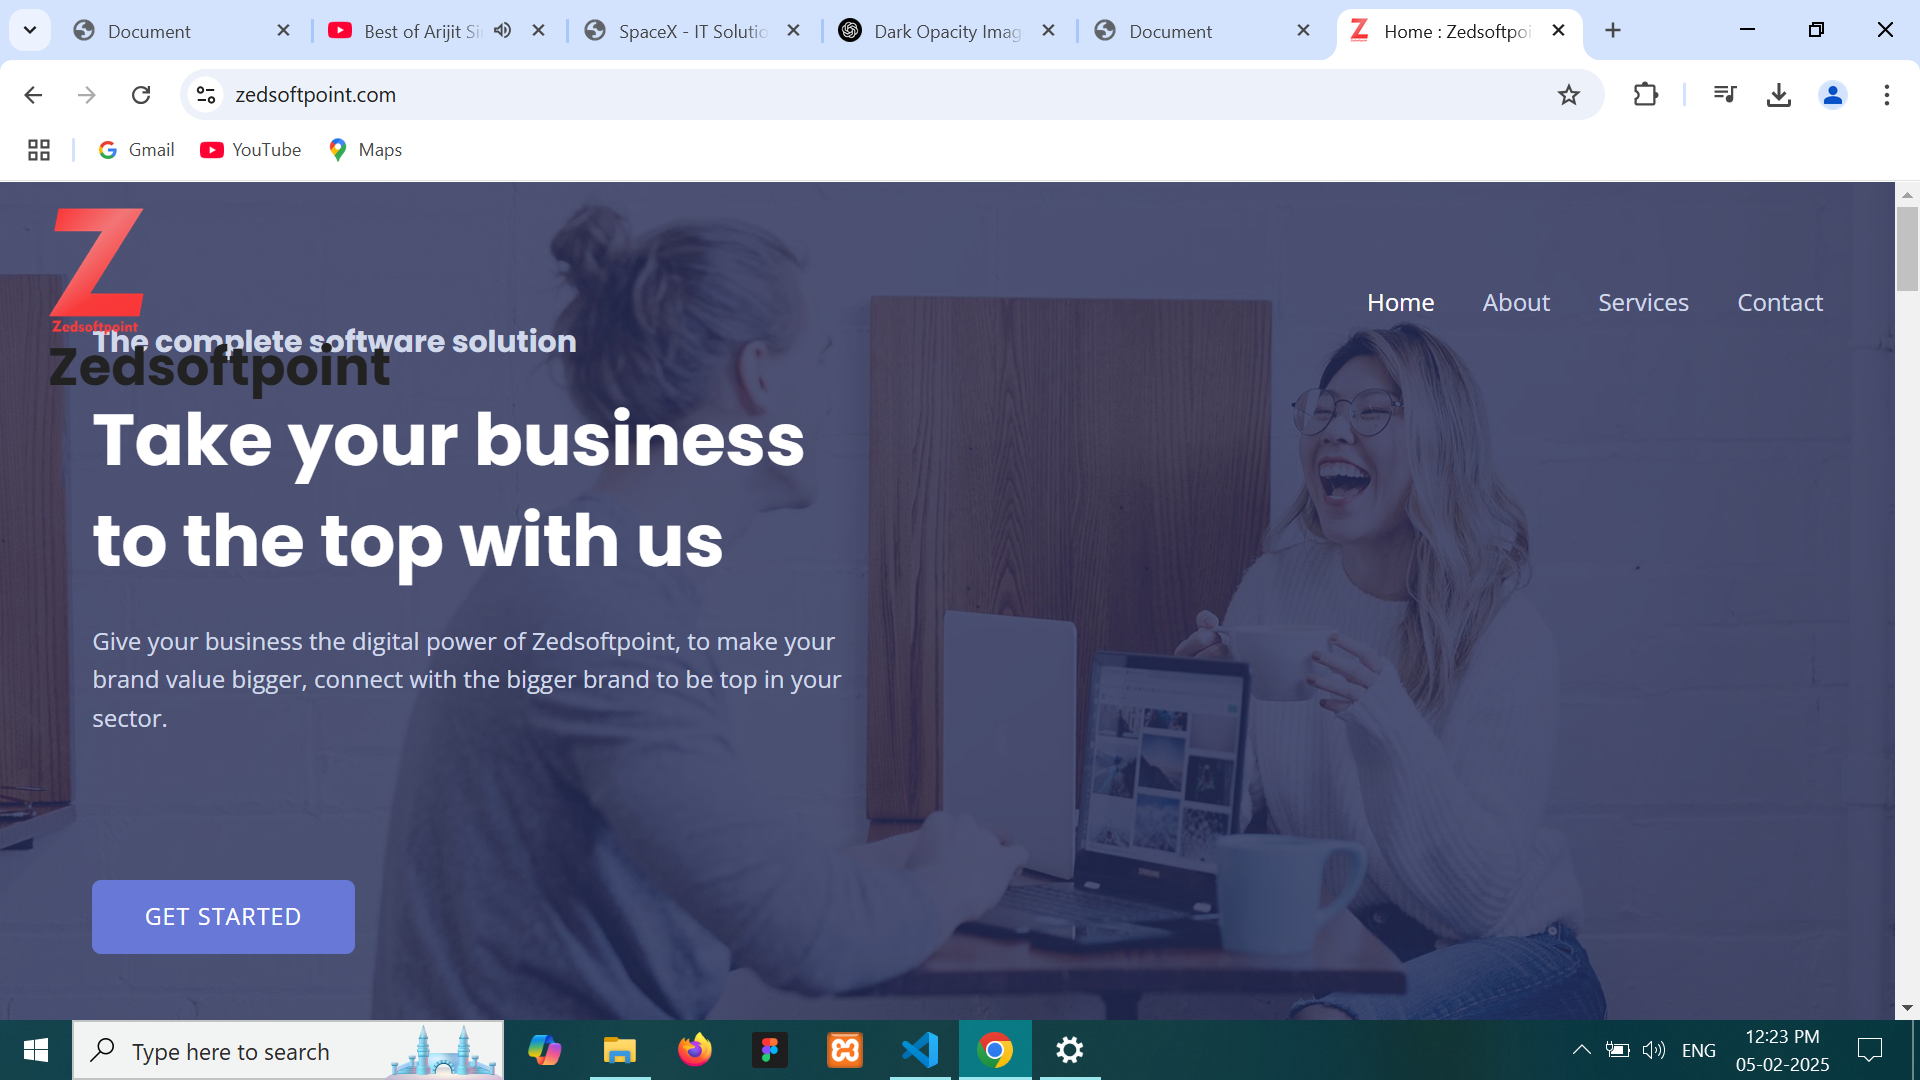 Document
Best of Arijit Si
SpaceX - IT Solutio
Dark Opacity Imag
Document
Home : Zedsoftpoi
zedsoftpoint.com
Gmail
YouTube
Maps
Z
Zedsoftpoint
Home
About
Services
Contact
The complete software solution
Zedsoftpoint
Take your business
to the top with us
Give your business the digital power of Zedsoftpoint, to make your
brand value bigger, connect with the bigger brand to be top in your
sector.
GET STARTED
Type here to search
ENG
12:23 PM
05-02-2025